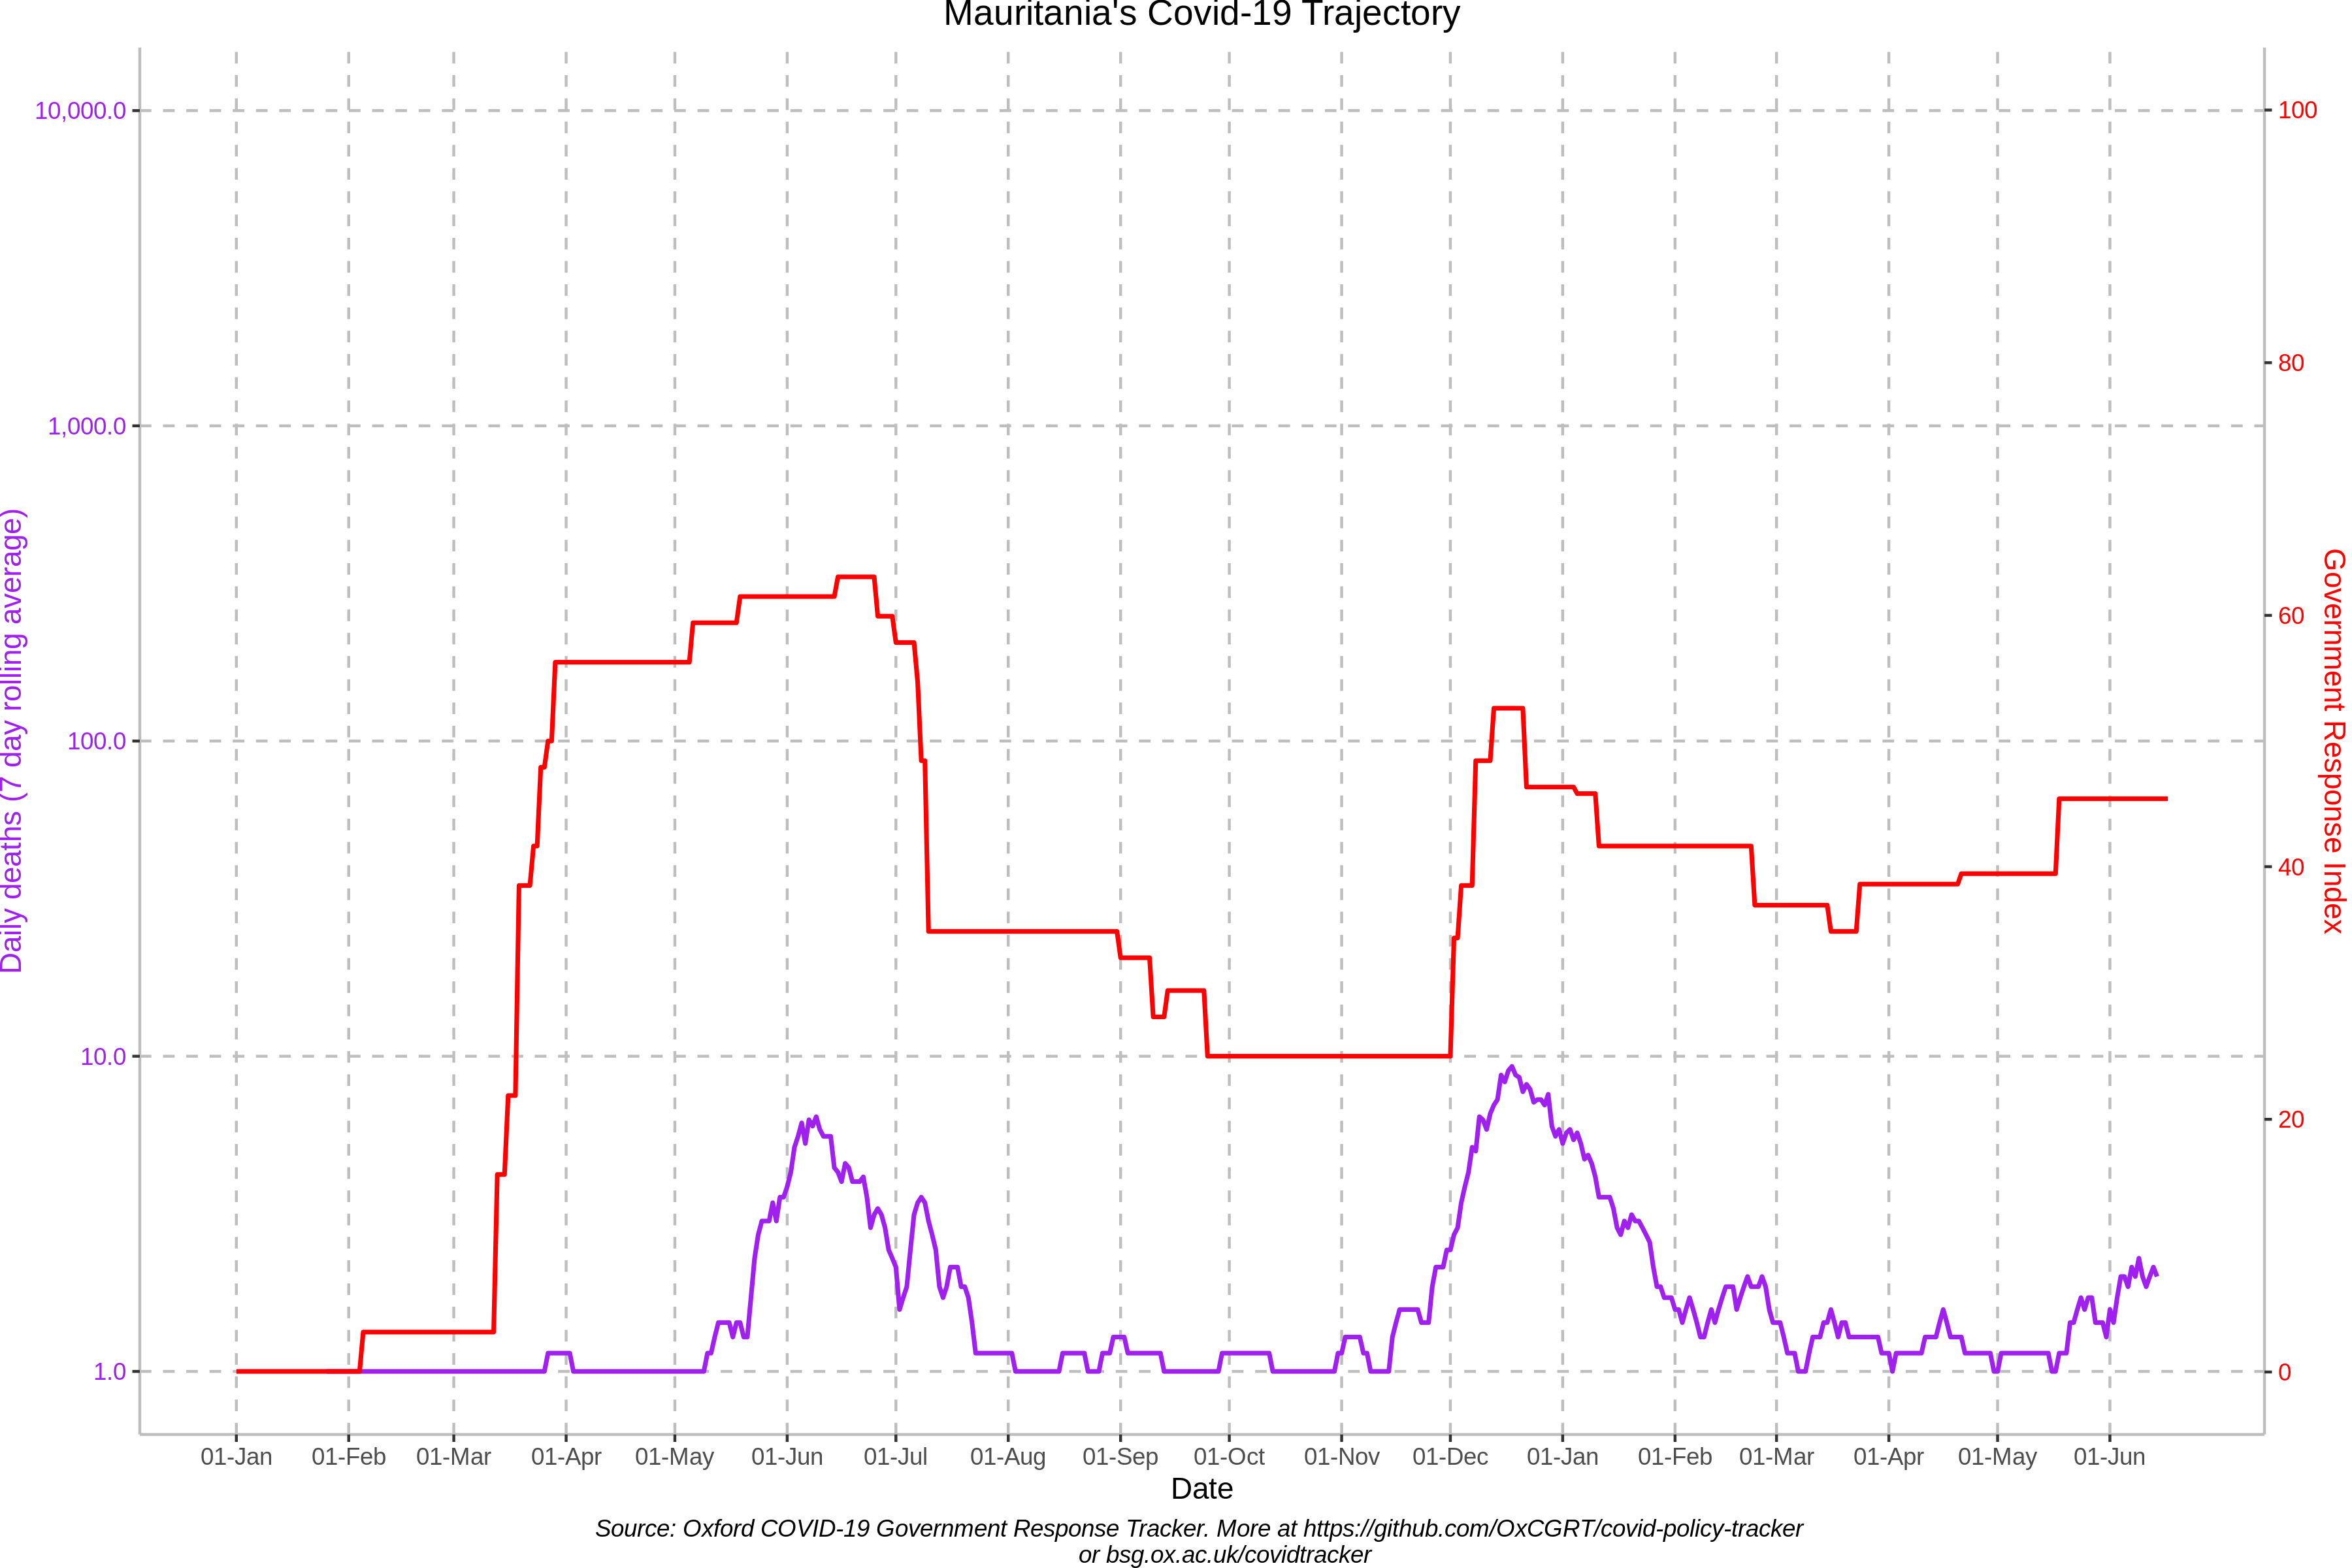 Mauritania's Covid-19 Trajectory
Daily deaths (7 day rolling average)
10,000.0
1,000.0
100.0
10.0
1.0
100
80
60
40
20
0
Government Response Index
01-Jan 01-Feb 01-Mar 01-Apr 01-May 01-Jun 01-Jul 01-Aug 01-Sep 01-Oct 01-Nov 01-Dec 01-Jan 01-Feb 01-Mar 01-Apr 01-May 01-Jun
Date
Source: Oxford COVID-19 Government Response Tracker. More at https://github.com/OxCGRT/covid-policy-tracker
or bsg.ox.ac.uk/covidtracker